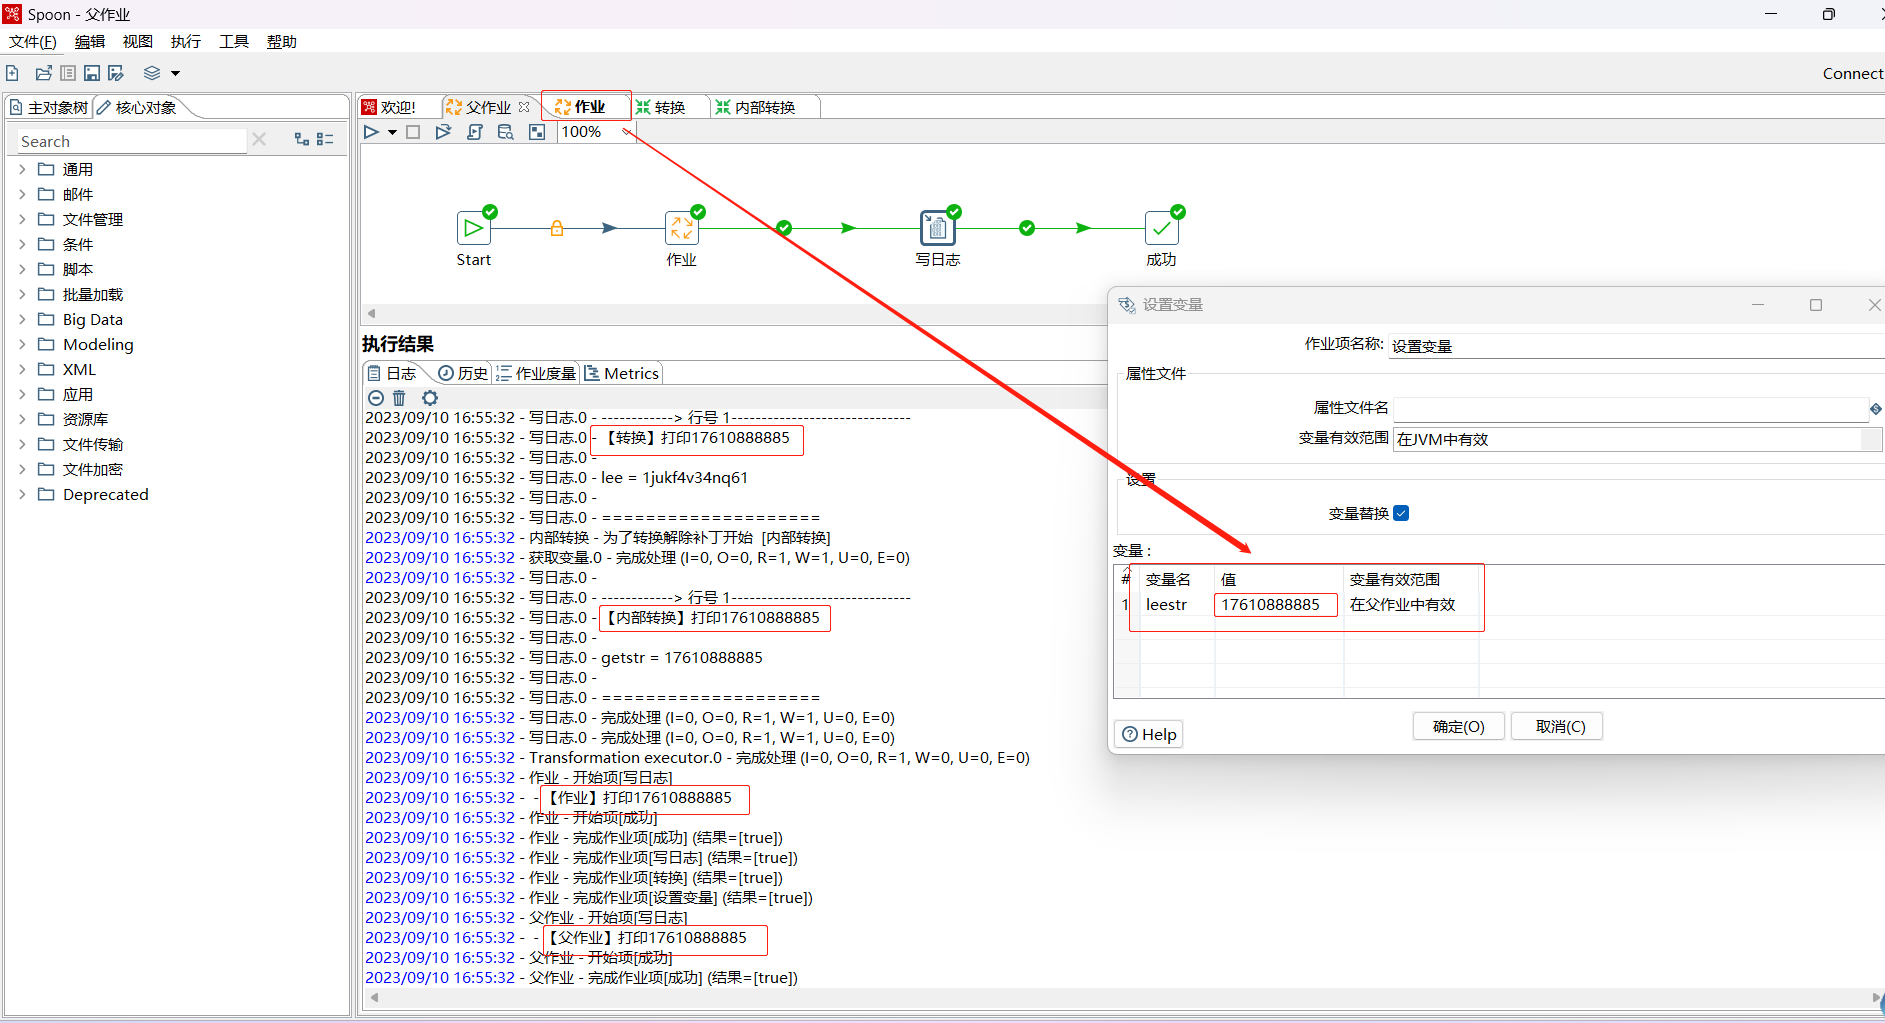 Spoon - 父作业
文件(F) 编辑 视图 执行 工具 帮助
Connect
主对象树 核心对象
Search
通用
邮件
文件管理
条件
脚本
批量加载
Big Data
Modeling
XML
应用
资源库
文件传输
文件加密
Deprecated
欢迎! 父作业 作业 转换 内部转换
100%
Start 作业 写日志 成功
执行结果
日志 历史 作业度量 Metrics
2023/09/10 16:55:32 - 写日志.0 - ------------> 行号 1------------------------------
2023/09/10 16:55:32 - 写日志.0 - 【转换】打印17610888885
2023/09/10 16:55:32 - 写日志.0 -
2023/09/10 16:55:32 - 写日志.0 - lee = 1jukf4v34nq61
2023/09/10 16:55:32 - 写日志.0 -
2023/09/10 16:55:32 - 写日志.0 - ====================
2023/09/10 16:55:32 - 内部转换 - 为了转换解除补丁开始 [内部转换]
2023/09/10 16:55:32 - 获取变量.0 - 完成处理 (I=0, O=0, R=1, W=1, U=0, E=0)
2023/09/10 16:55:32 - 写日志.0 -
2023/09/10 16:55:32 - 写日志.0 - ------------> 行号 1------------------------------
2023/09/10 16:55:32 - 写日志.0 - 【内部转换】打印17610888885
2023/09/10 16:55:32 - 写日志.0 -
2023/09/10 16:55:32 - 写日志.0 - getstr = 17610888885
2023/09/10 16:55:32 - 写日志.0 -
2023/09/10 16:55:32 - 写日志.0 - ====================
2023/09/10 16:55:32 - 写日志.0 - 完成处理 (I=0, O=0, R=1, W=1, U=0, E=0)
2023/09/10 16:55:32 - 写日志.0 - 完成处理 (I=0, O=0, R=1, W=1, U=0, E=0)
2023/09/10 16:55:32 - Transformation executor.0 - 完成处理 (I=0, O=0, R=1, W=0, U=0, E=0)
2023/09/10 16:55:32 - 作业 - 开始项[写日志]
2023/09/10 16:55:32 - - 【作业】打印17610888885
2023/09/10 16:55:32 - 作业 - 开始项[成功]
2023/09/10 16:55:32 - 作业 - 完成作业项[成功] (结果=[true])
2023/09/10 16:55:32 - 作业 - 完成作业项[写日志] (结果=[true])
2023/09/10 16:55:32 - 作业 - 完成作业项[转换] (结果=[true])
2023/09/10 16:55:32 - 作业 - 完成作业项[设置变量] (结果=[true])
2023/09/10 16:55:32 - 父作业 - 开始项[写日志]
2023/09/10 16:55:32 - - 【父作业】打印17610888885
2023/09/10 16:55:32 - 父作业 - 开始项[成功]
2023/09/10 16:55:32 - 父作业 - 完成作业项[成功] (结果=[true])
设置变量
作业项名称: 设置变量
属性文件
属性文件名
变量有效范围 在JVM中有效
设置
变量替换
变量 :
# 变量名 值 变量有效范围
1 leestr 17610888885 在父作业中有效
Help 确定(O) 取消(C)